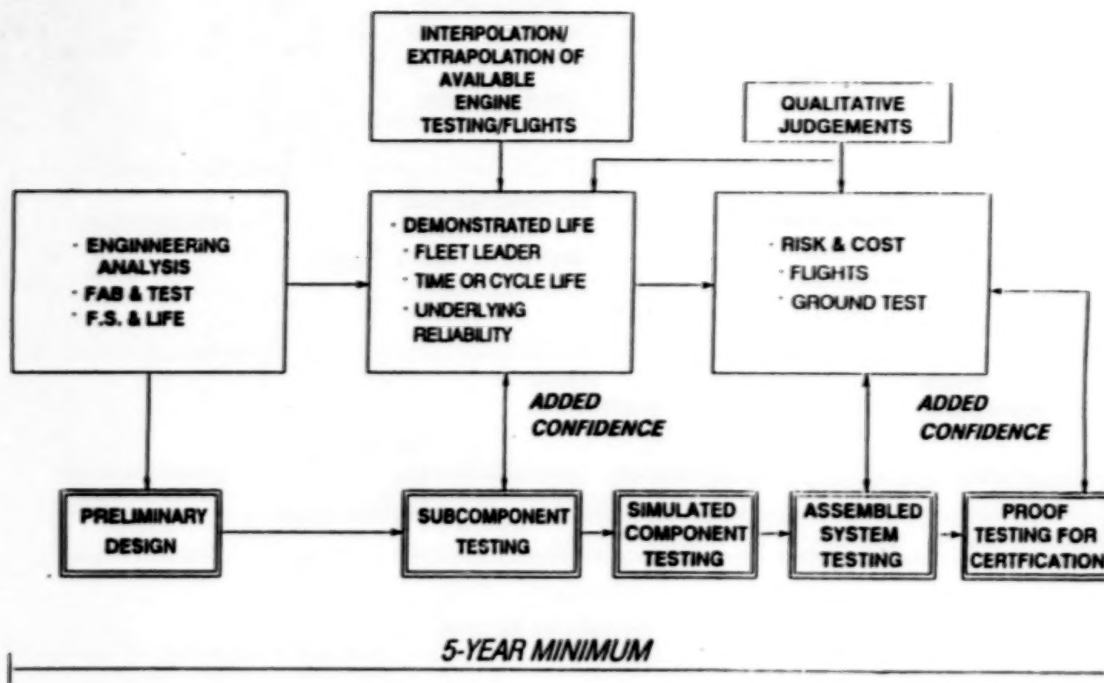 INTERPOLATION/
EXTRAPOLATION OF
AVAILABLE
ENGINE
TESTING/FLIGHTS
QUALITATIVE
JUDGEMENTS
· ENGINNEERING
ANALYSIS
· FAB & TEST
· F.S. & LIFE
· DEMONSTRATED LIFE
· FLEET LEADER
· TIME OR CYCLE LIFE
· UNDERLYING
RELIABILITY
· RISK & COST
· FLIGHTS
· GROUND TEST
ADDED
CONFIDENCE
ADDED
CONFIDENCE
PRELIMINARY
DESIGN
SUBCOMPONENT
TESTING
SIMULATED
COMPONENT
TESTING
ASSEMBLED
SYSTEM
TESTING
PROOF
TESTING FOR
CERTFICATION
5-YEAR MINIMUM